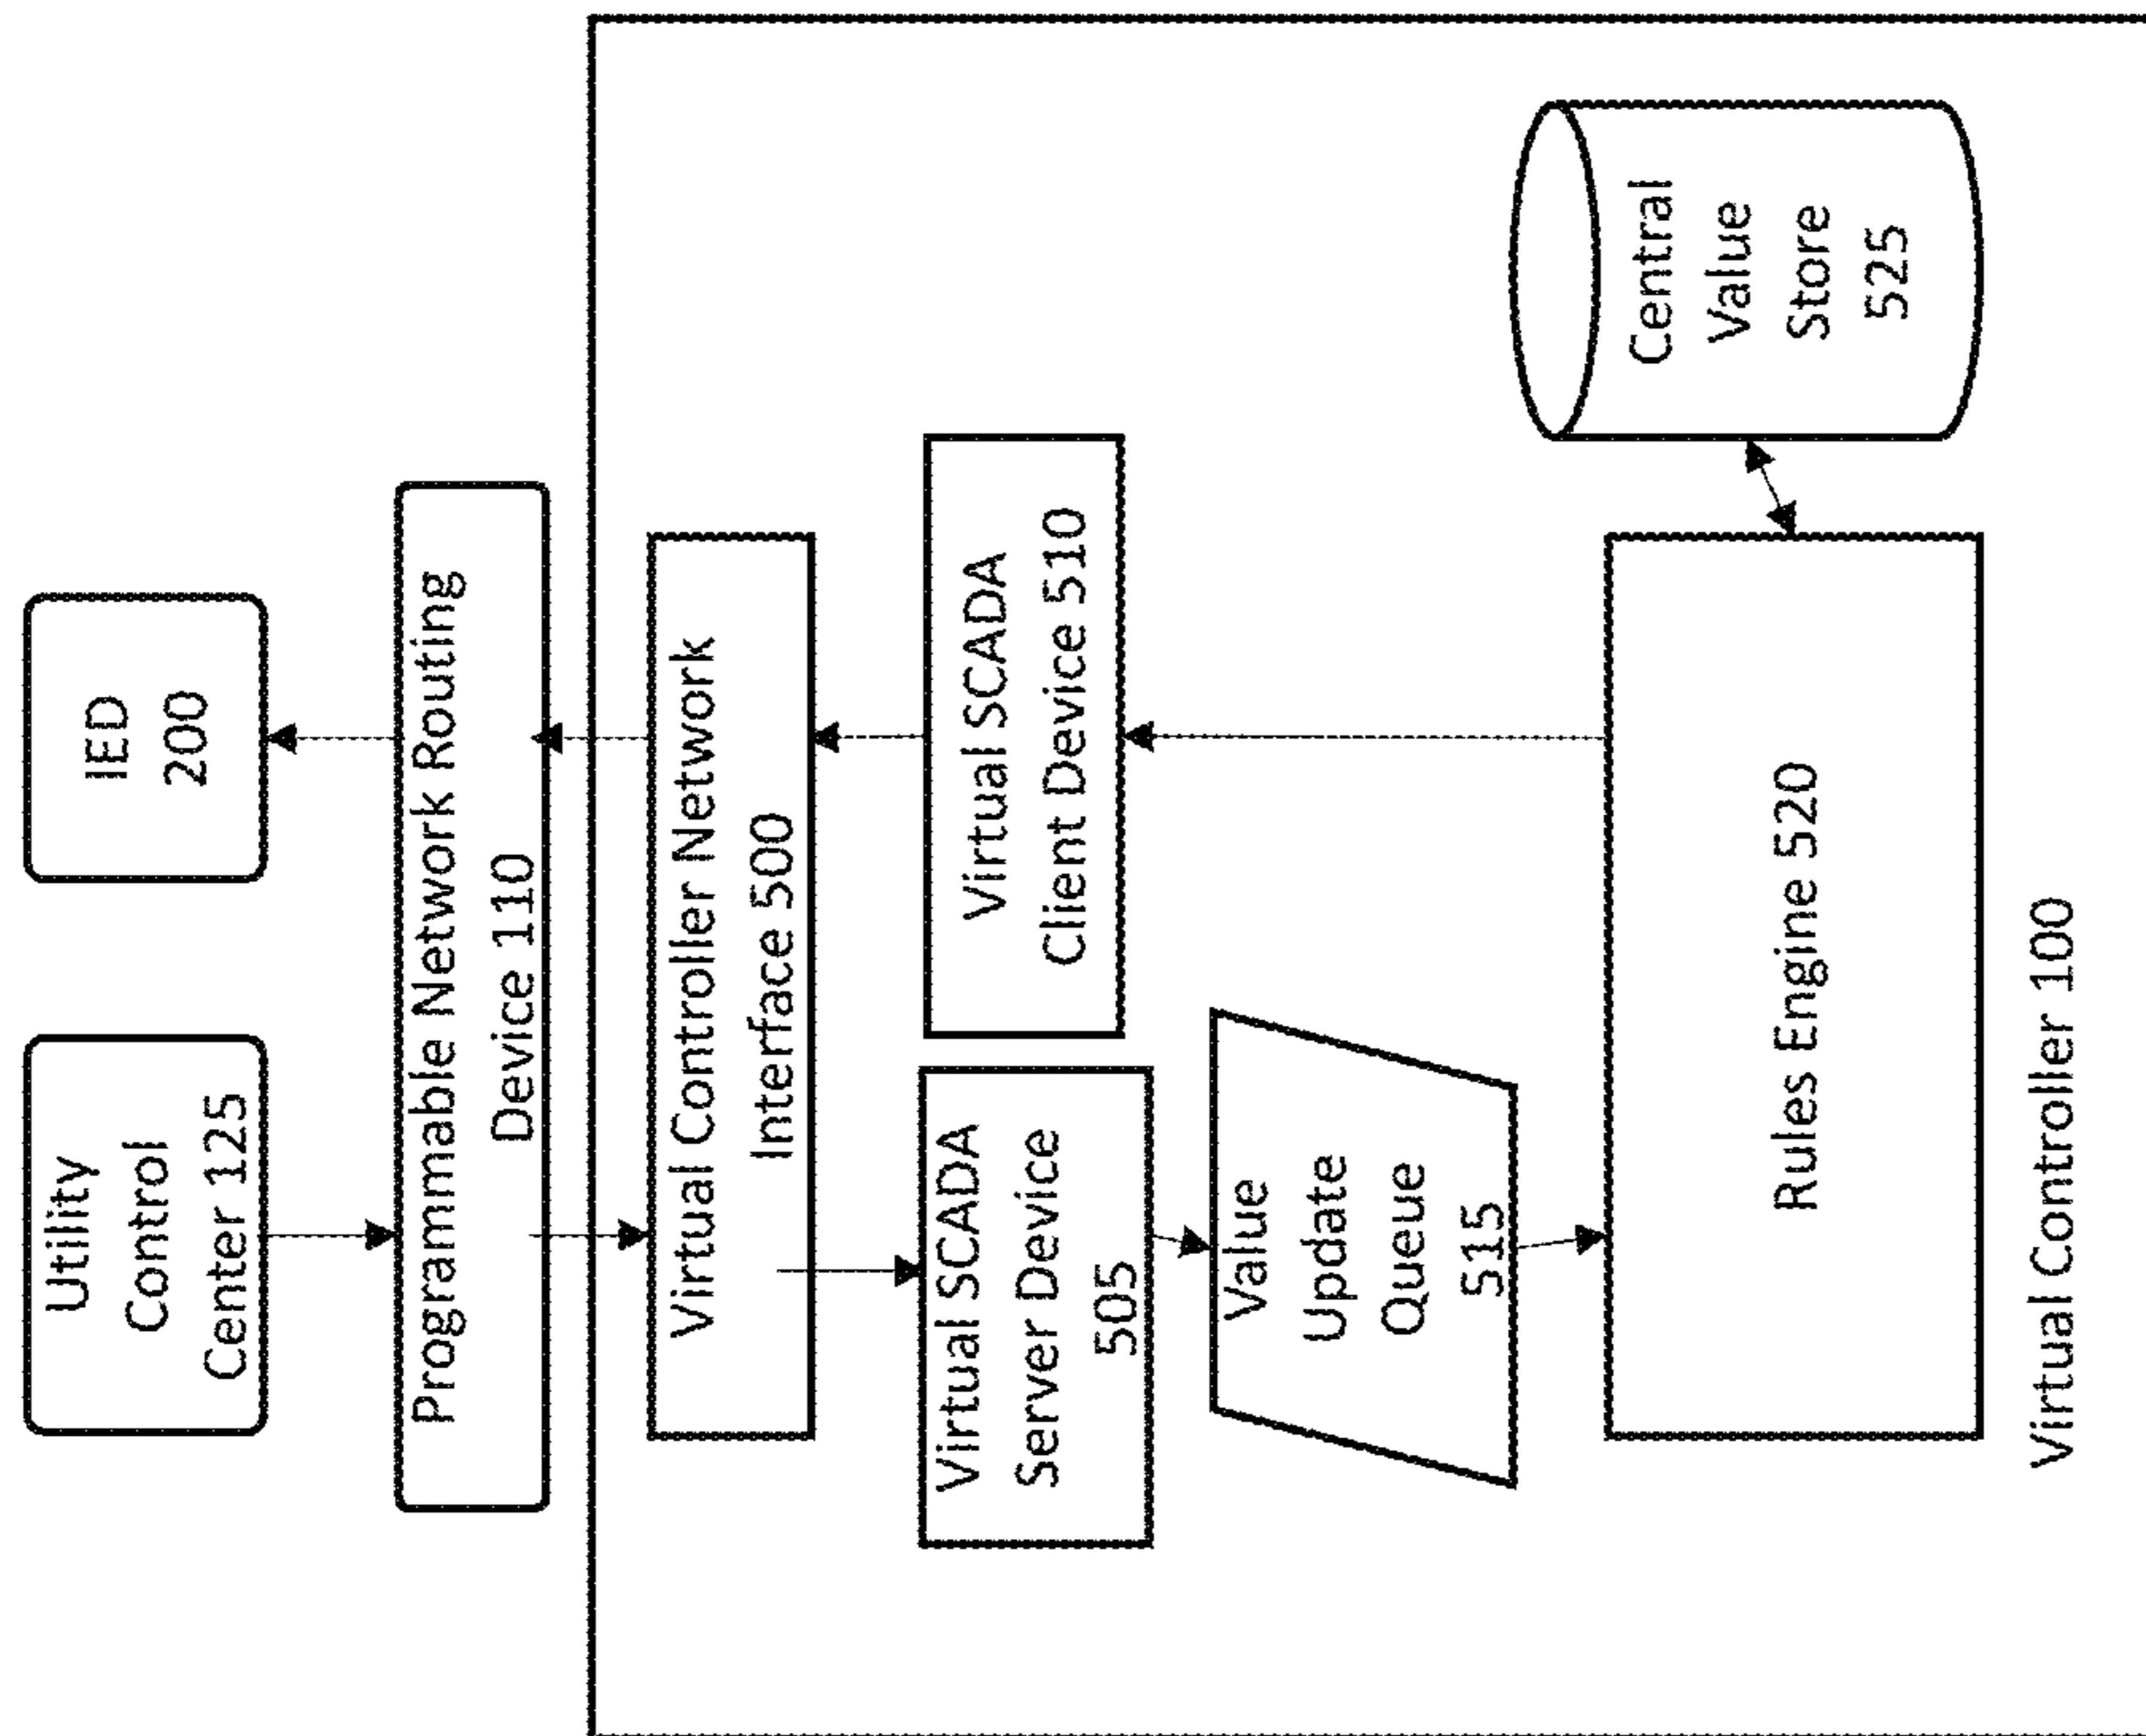 Utility
Control
Center 125
IED
200
Programmable Network Routing
Device 110
Virtual Controller Network
Interface 500
Virtual SCADA
Server Device
505
Virtual SCADA
Client Device 510
Value
Update
Queue
515
Rules Engine 520
Central
Value
Store
525
Virtual Controller 100